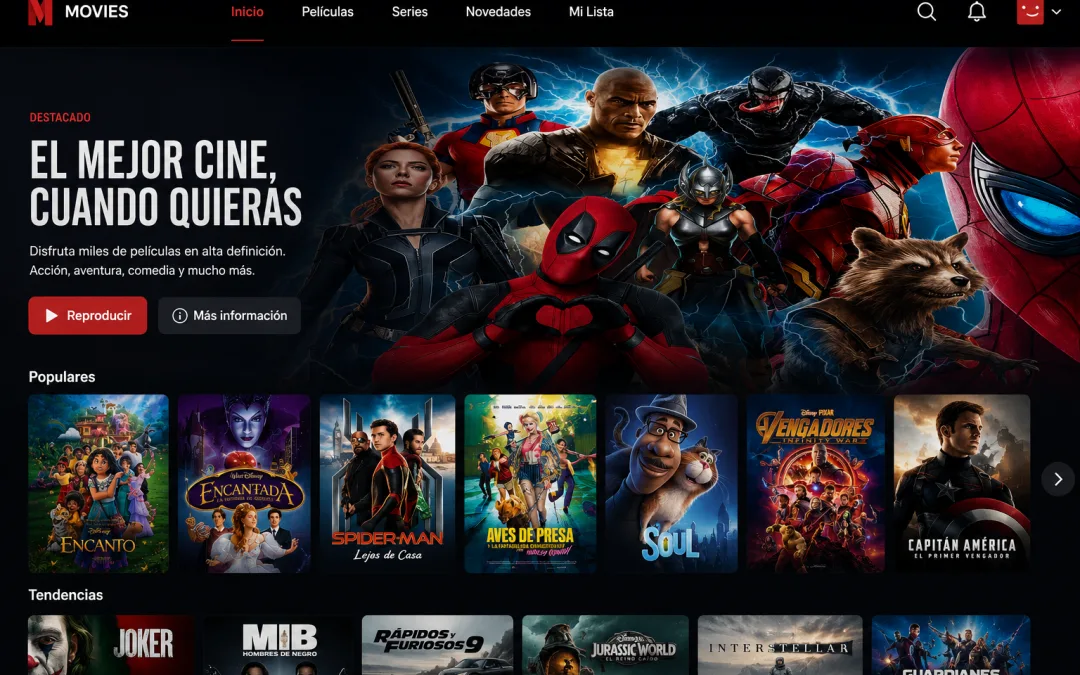 MOVIES
Inicio
Películas
Series
Novedades
Mi Lista
DESTACADO
EL MEJOR CINE,
CUANDO QUIERAS
Disfruta miles de películas en alta definición.
Acción, aventura, comedia y mucho más.
Reproducir
Más información
Populares
Disney
ENCANTO
Walt Disney
ENCANTADA
SPIDER-MAN
Lejos de Casa
AVES DE PRESA
SOUL
Disney PIXAR
VENGADORES
INFINITY WAR
CAPITÁN AMÉRICA
EL PRIMER VENGADOR
Tendencias
JOKER
MIB
HOMBRES DE NEGRO
RÁPIDOS Y
FURIOSOS 9
JURASSIC WORLD
EL REINO CAÍDO
INTERSTELLAR
GUARDIANES